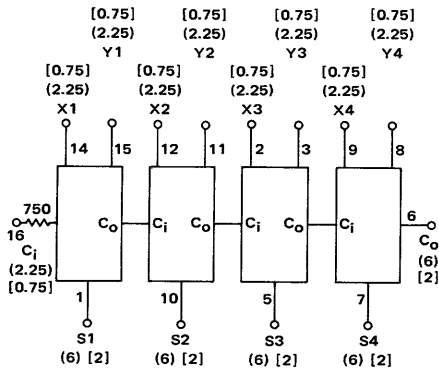 [0.75] [0.75] [0.75] [0.75]
(2.25) (2.25) (2.25) (2.25)
Y1 Y2 Y3 Y4
[0.75] [0.75] [0.75] [0.75]
(2.25) (2.25) (2.25) (2.25)
X1 X2 X3 X4
14 15 12 11 2 3 9 8
750
16 Co Ci Co Ci Co Ci 6
Ci Co
(2.25) (6)
[0.75] [2]
1 10 5 7
S1 S2 S3 S4
(6) [2] (6) [2] (6) [2] (6) [2]